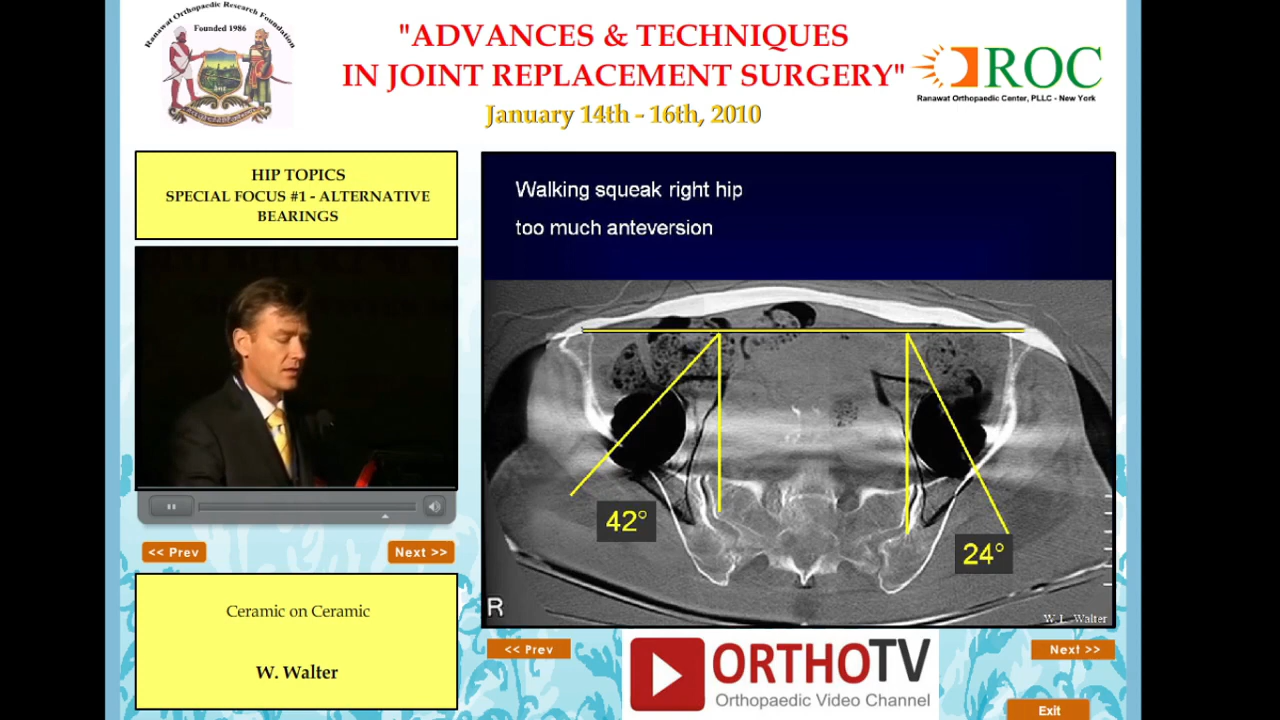 Ranawat Orthopaedic Research Foundation
Founded 1986
"ADVANCES & TECHNIQUES
IN JOINT REPLACEMENT SURGERY"
January 14th - 16th, 2010
ROC
Ranawat Orthopaedic Center, PLLC - New York
HIP TOPICS
SPECIAL FOCUS #1 - ALTERNATIVE
BEARINGS
Walking squeak right hip
too much anteversion
42°
24°
R
W. L. Walter
<< Prev
Next >>
Ceramic on Ceramic
W. Walter
<< Prev
Next >>
ORTHOTV
Orthopaedic Video Channel
Exit